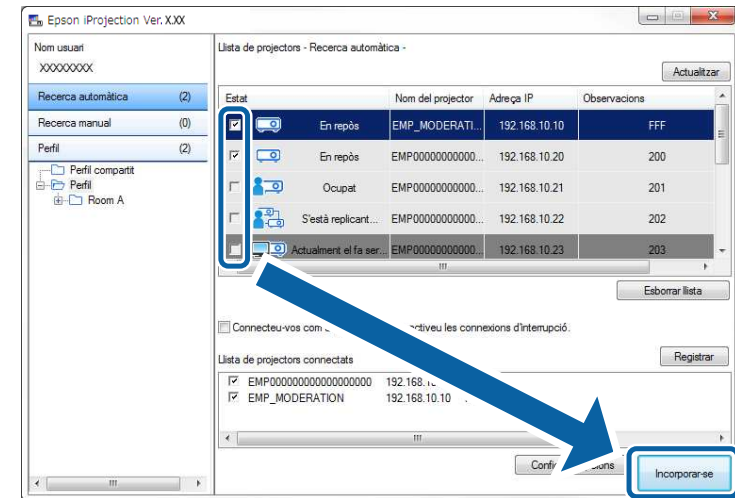 Epson iProjection Ver. X.XX
Nom usuari
XXXXXXXX
Recerca automàtica (2)
Recerca manual (0)
Perfil (2)
Perfil compartit
Perfil
Room A
Llista de projectors - Recerca automàtica -
Actualitzar
Estat Nom del projector Adreça IP Observacions
En repòs EMP_MODERATI... 192.168.10.10 FFF
En repòs EMP00000000000... 192.168.10.20 200
Ocupat EMP00000000000... 192.168.10.21 201
S'està replicant... EMP00000000000... 192.168.10.22 202
Actualment el fa ser... EMP00000000000... 192.168.10.23 203
Esborrar llista
Connecteu-vos com les connexions d'interrupció.
Llista de projectors connectats
Registrar
EMP000000000000000000
EMP_MODERATION 192.168.10.10
Incorporar-se